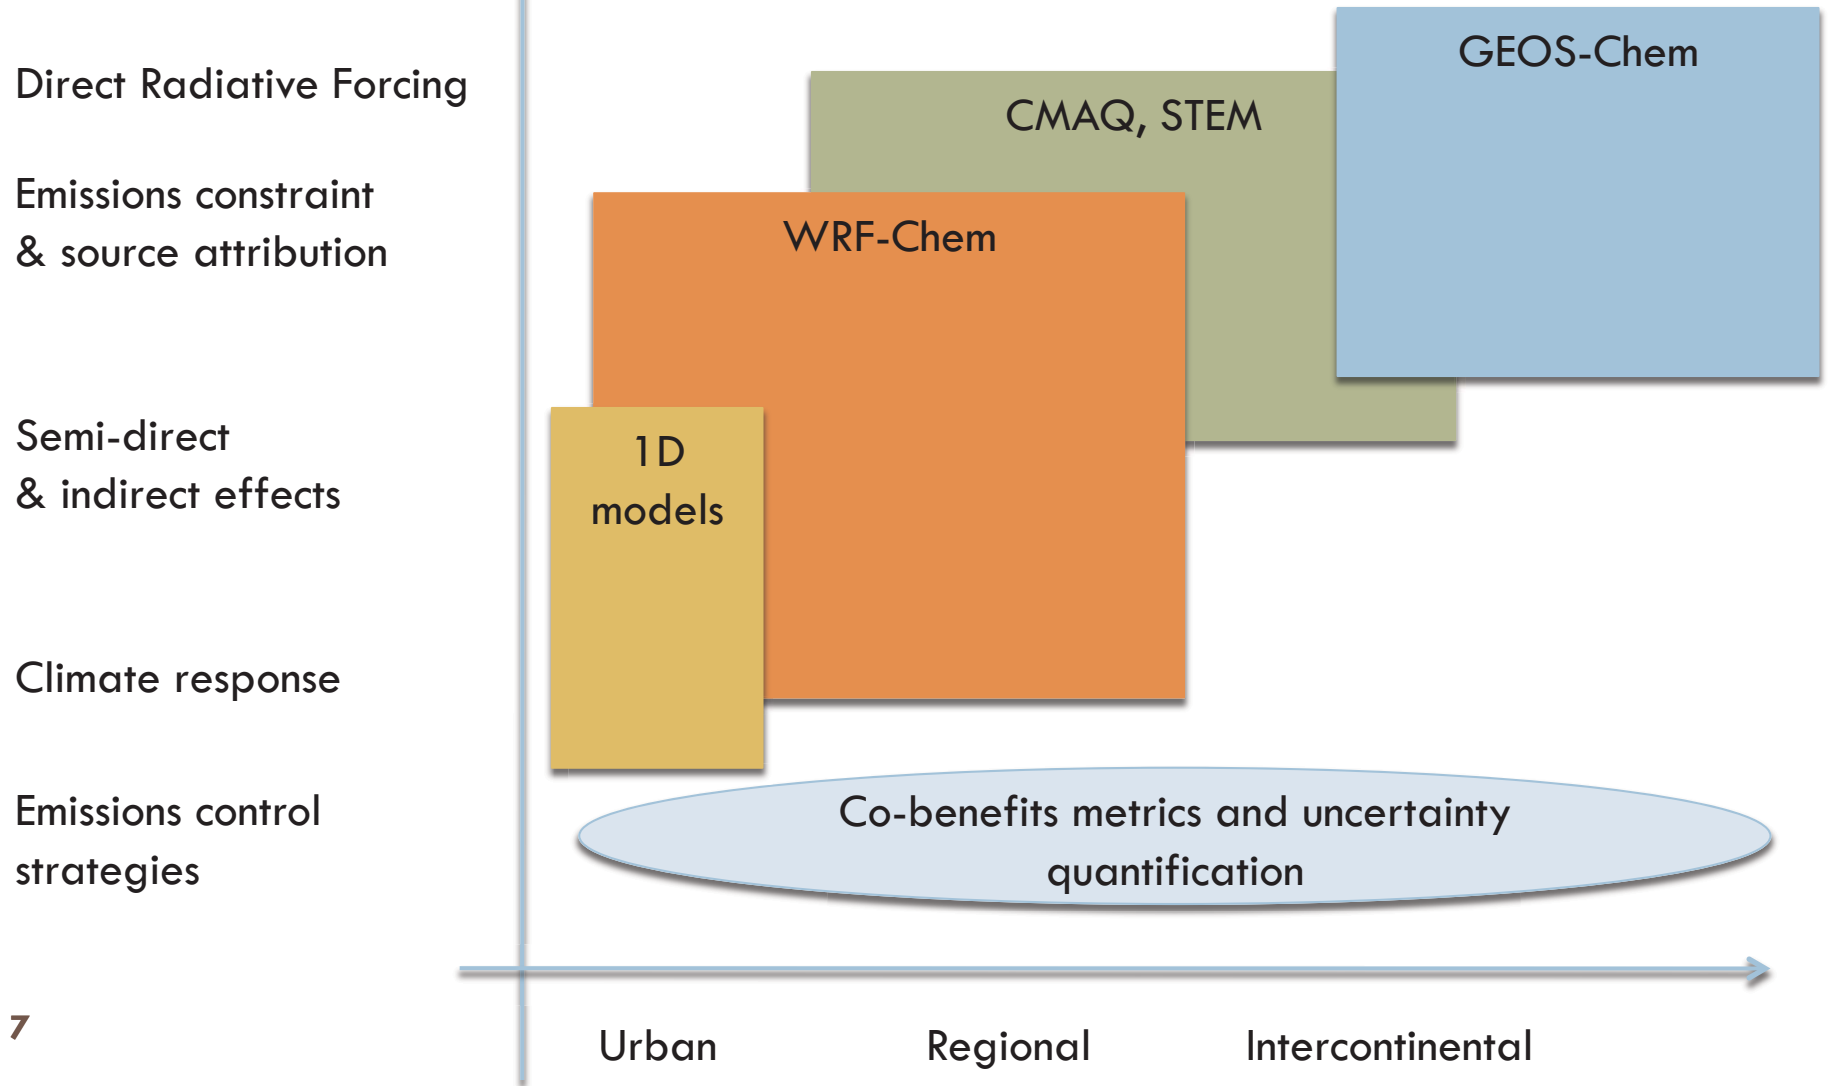 Direct Radiative Forcing
GEOS-Chem
CMAQ, STEM
Emissions constraint
& source attribution
WRF-Chem
Semi-direct
& indirect effects
1D
models
Climate response
Emissions control
strategies
Co-benefits metrics and uncertainty
quantification
7
Urban
Regional
Intercontinental